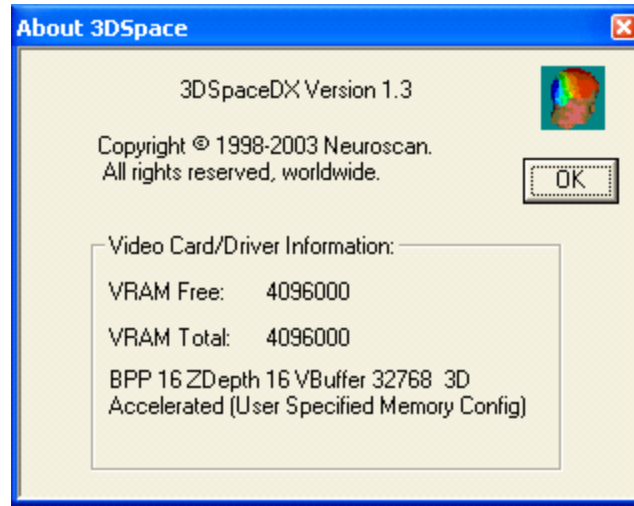 About 3DSpace
3DSpaceDX Version 1.3
Copyright © 1998-2003 Neuroscan.
All rights reserved, worldwide.
OK
Video Card/Driver Information:
VRAM Free: 4096000
VRAM Total: 4096000
BPP 16 ZDepth 16 VBuffer 32768 3D
Accelerated (User Specified Memory Config)